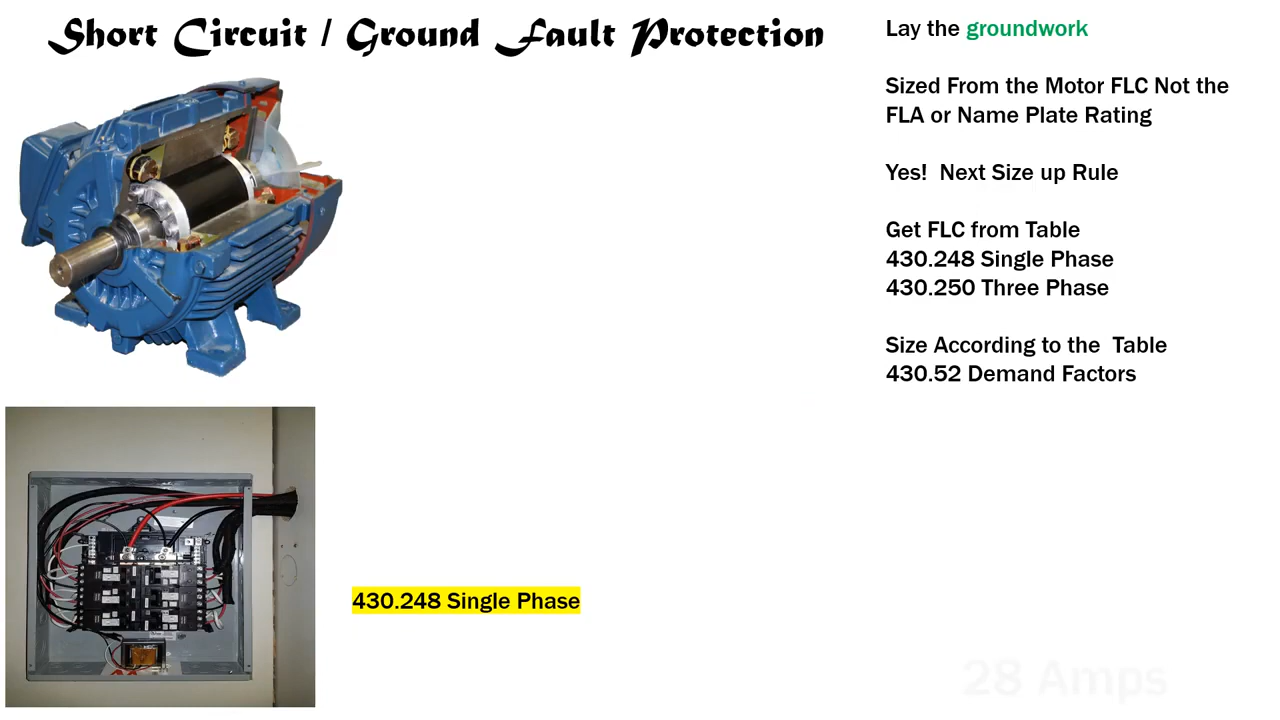 Short Circuit / Ground Fault Protection
Lay the groundwork
Sized From the Motor FLC Not the
FLA or Name Plate Rating
Yes!  Next Size up Rule
Get FLC from Table
430.248 Single Phase
430.250 Three Phase
Size According to the  Table
430.52 Demand Factors
430.248 Single Phase
28 Amps